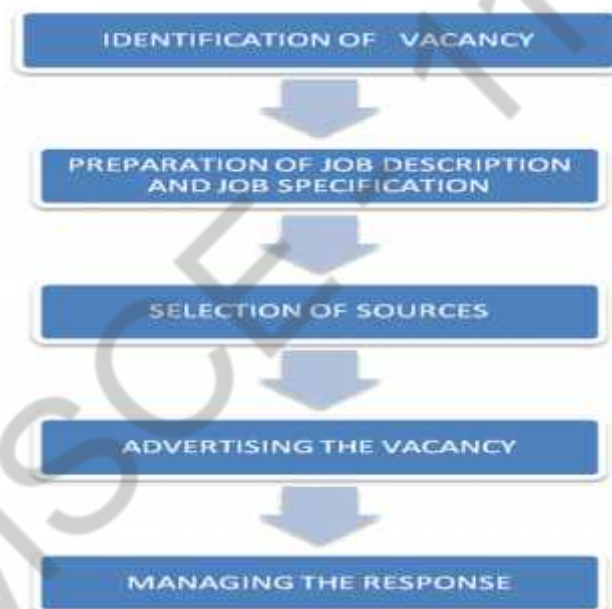 IDENTIFICATION OF VACANCY
PREPARATION OF JOB DESCRIPTION
AND JOB SPECIFICATION
SELECTION OF SOURCES
ADVERTISING THE VACANCY
MANAGING THE RESPONSE